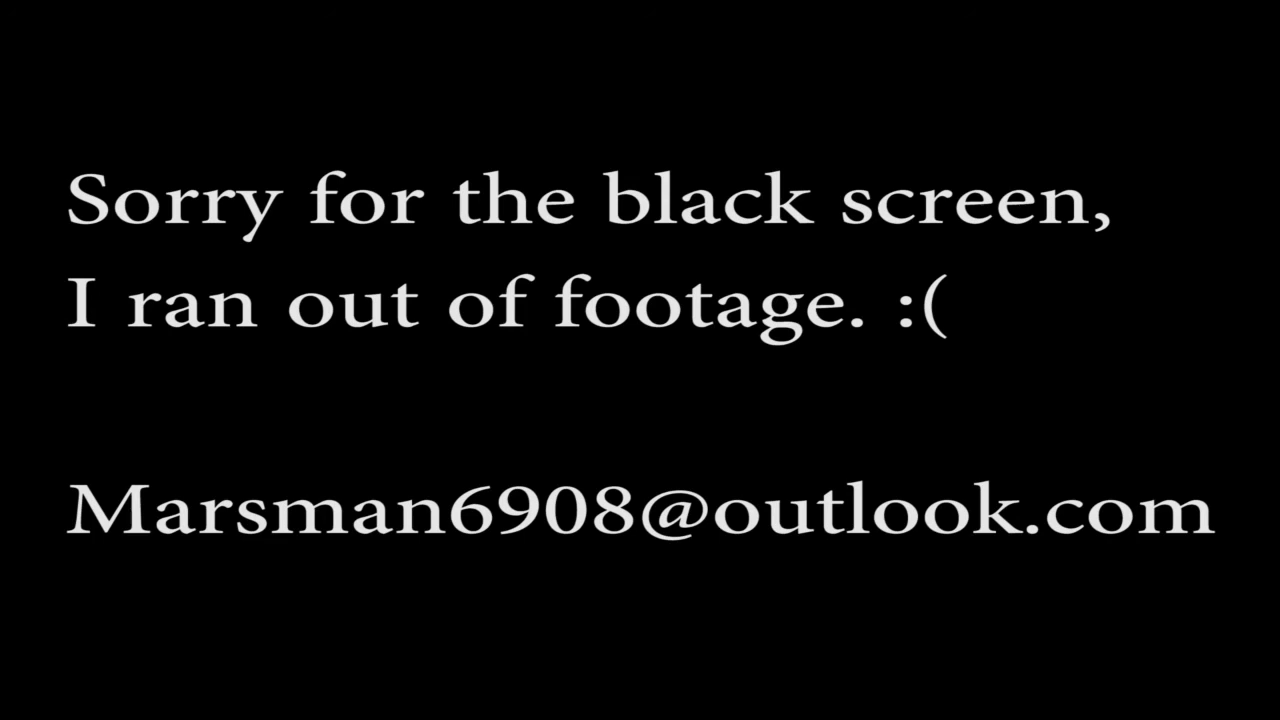 Sorry for the black screen,
I ran out of footage. :(
Marsman6908@outlook.com